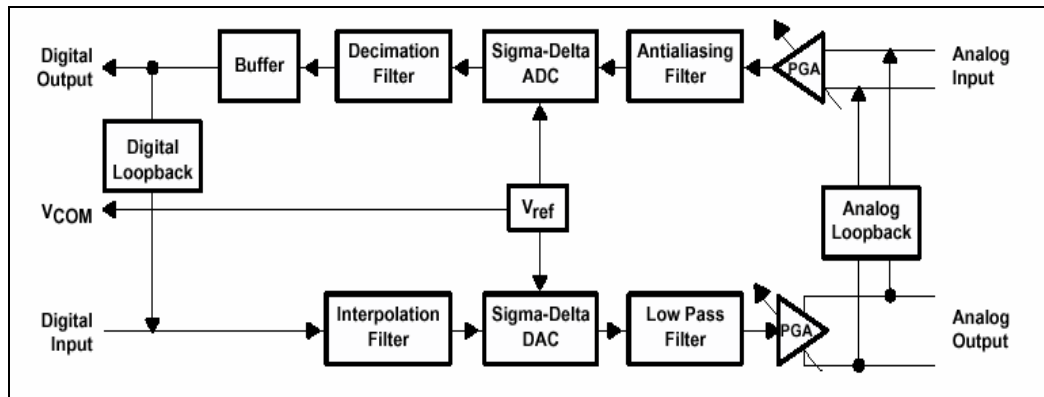 Digital
Output
Buffer
Decimation
Filter
Sigma-Delta
ADC
Antialiasing
Filter
PGA
Analog
Input
Digital
Loopback
VCOM
Vref
Analog
Loopback
Digital
Input
Interpolation
Filter
Sigma-Delta
DAC
Low Pass
Filter
PGA
Analog
Output